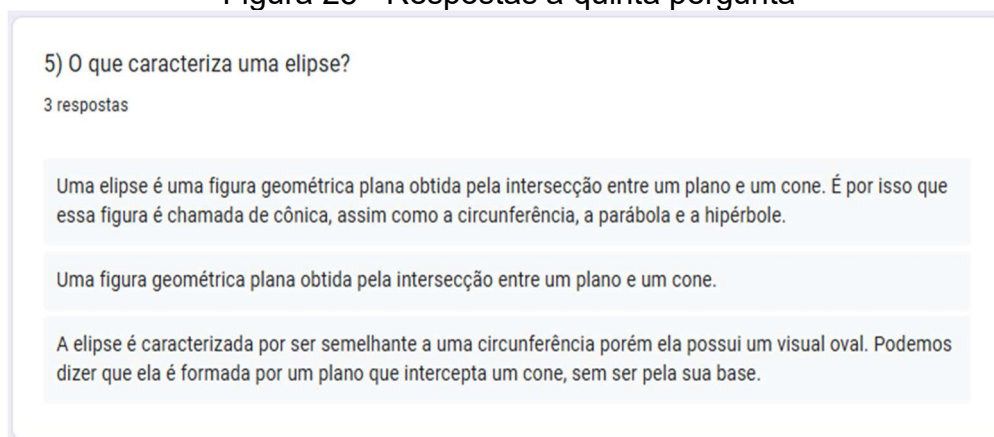 Figura 25 - Respostas à quinta pergunta
5) O que caracteriza uma elipse?
3 respostas
Uma elipse é uma figura geométrica plana obtida pela intersecção entre um plano e um cone. É por isso que
essa figura é chamada de cônica, assim como a circunferência, a parábola e a hipérbole.
Uma figura geométrica plana obtida pela intersecção entre um plano e um cone.
A elipse é caracterizada por ser semelhante a uma circunferência porém ela possui um visual oval. Podemos
dizer que ela é formada por um plano que intercepta um cone, sem ser pela sua base.